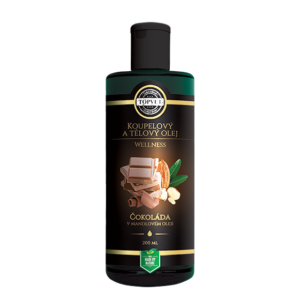 TOPVET
KOUPELOVÝ
A TĚLOVÝ OLEJ
WELLNESS
ČOKOLÁDA
V MANDLOVÉM OLEJI
200 ML